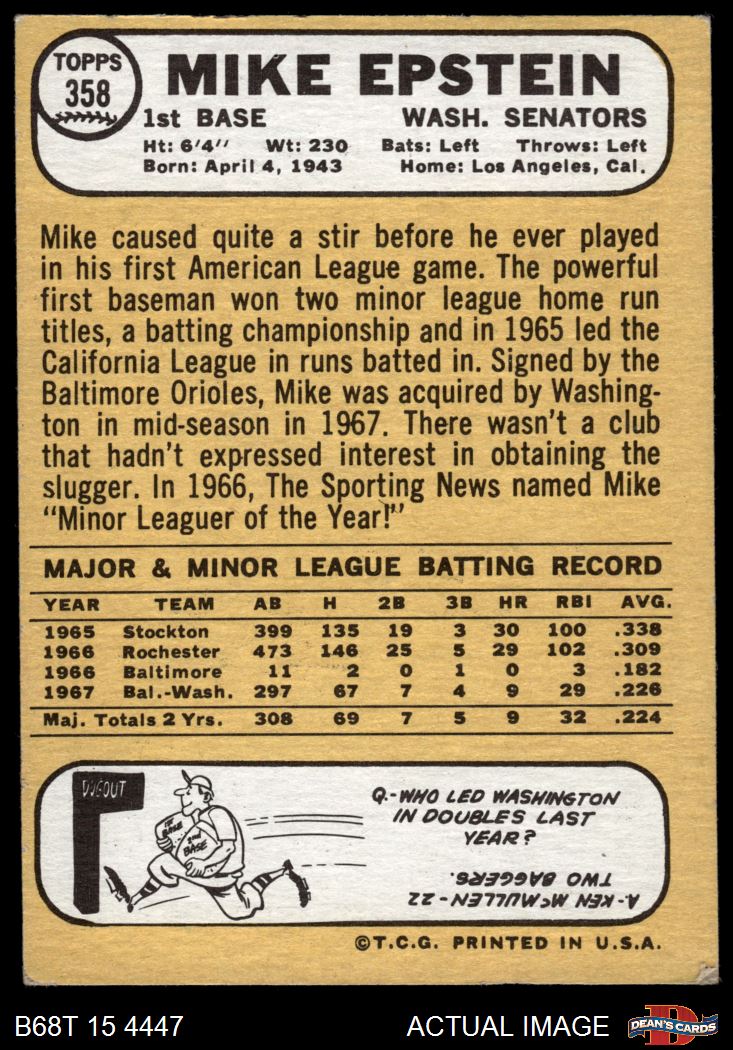 TOPPS
358
MIKE EPSTEIN
1st BASE WASH. SENATORS
Ht: 6'4" Wt: 230 Bats: Left Throws: Left
Born: April 4, 1943 Home: Los Angeles, Cal.
Mike caused quite a stir before he ever played
in his first American League game. The powerful
first baseman won two minor league home run
titles, a batting championship and in 1965 led the
California League in runs batted in. Signed by the
Baltimore Orioles, Mike was acquired by Washing-
ton in mid-season in 1967. There wasn't a club
that hadn't expressed interest in obtaining the
slugger. In 1966, The Sporting News named Mike
"Minor Leaguer of the Year!"
MAJOR & MINOR LEAGUE BATTING RECORD
YEAR TEAM AB H 2B 3B HR RBI AVG.
1965 Stockton 399 135 19 3 30 100 .338
1966 Rochester 473 146 25 5 29 102 .309
1966 Baltimore 11 2 0 1 0 3 .182
1967 Bal.-Wash. 297 67 7 4 9 29 .226
Maj. Totals 2 Yrs. 308 69 7 5 9 32 .224
DUGOUT
1st BASE
2nd BASE
Q.-WHO LED WASHINGTON
IN DOUBLES LAST
YEAR?
A-KEN McMULLEN-22
TWO BAGGERS.
©T.C.G. PRINTED IN U.S.A.
B68T 15 4447 ACTUAL IMAGE
D
DEAN'S CARDS